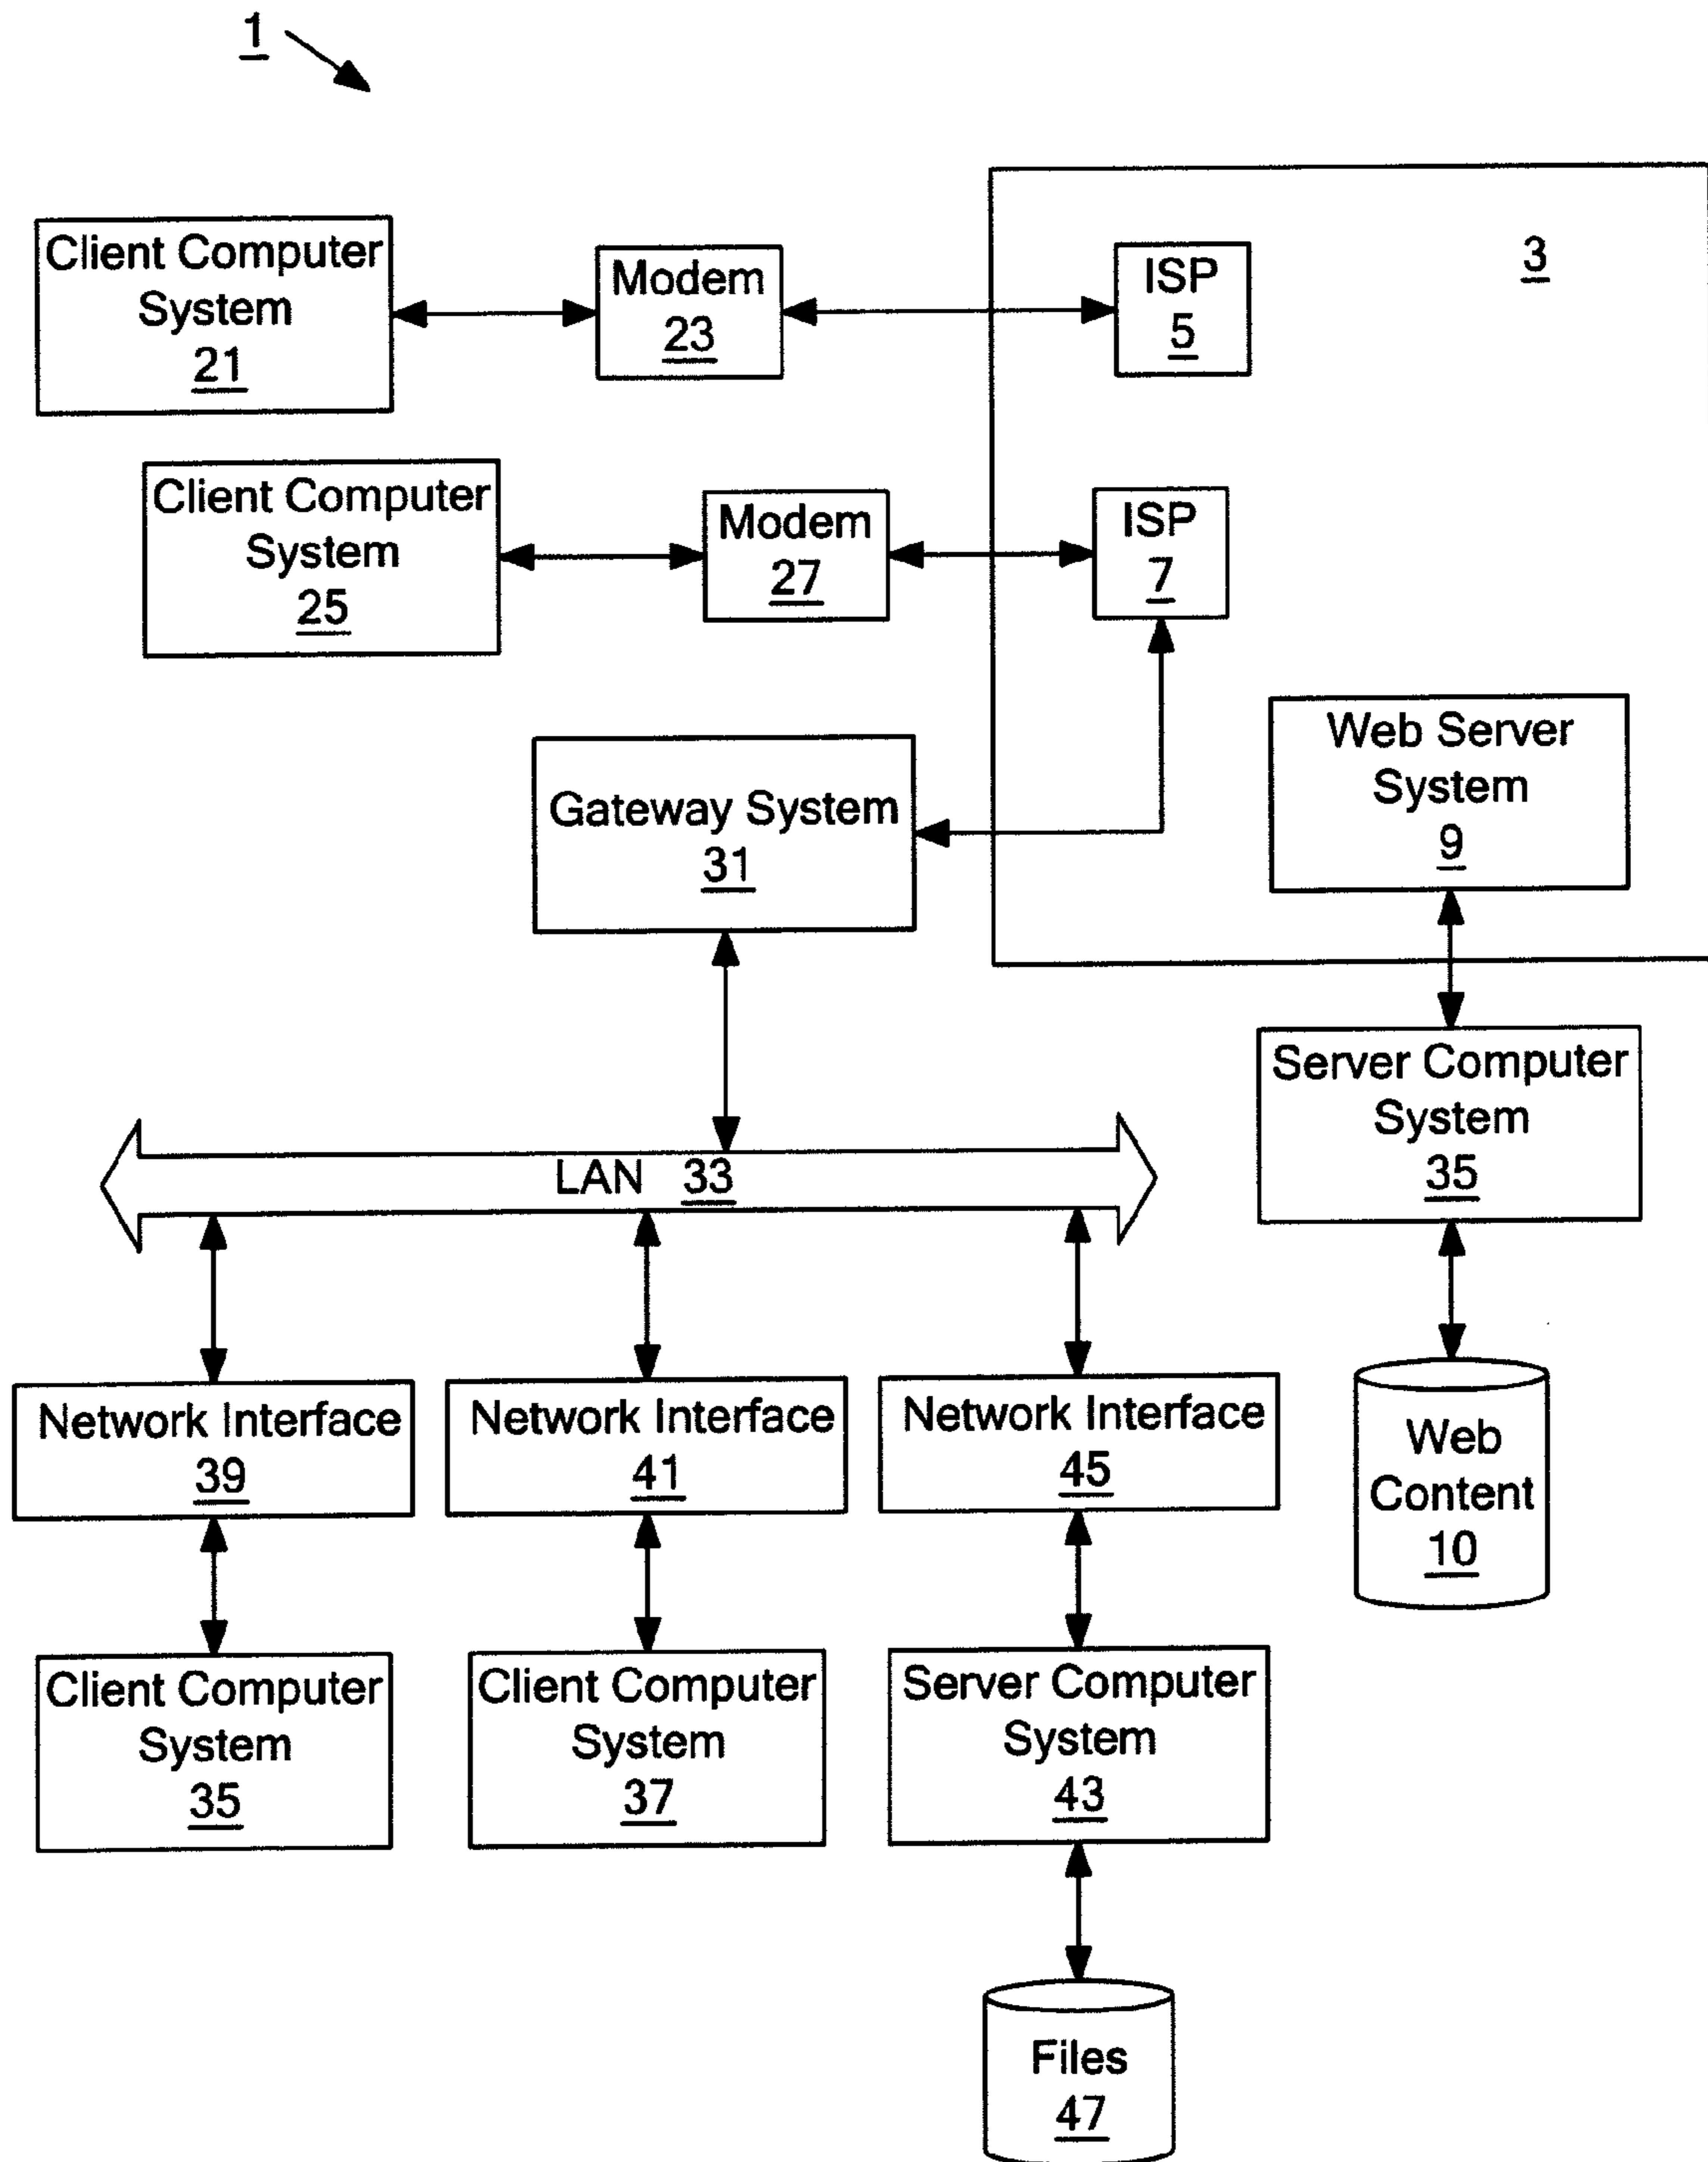 1
3
Client Computer
System
21
Modem
23
ISP
5
Client Computer
System
25
Modem
27
ISP
7
Gateway System
31
Web Server
System
9
Server Computer
System
35
LAN 33
Network Interface
39
Network Interface
41
Network Interface
45
Web
Content
10
Client Computer
System
35
Client Computer
System
37
Server Computer
System
43
Files
47